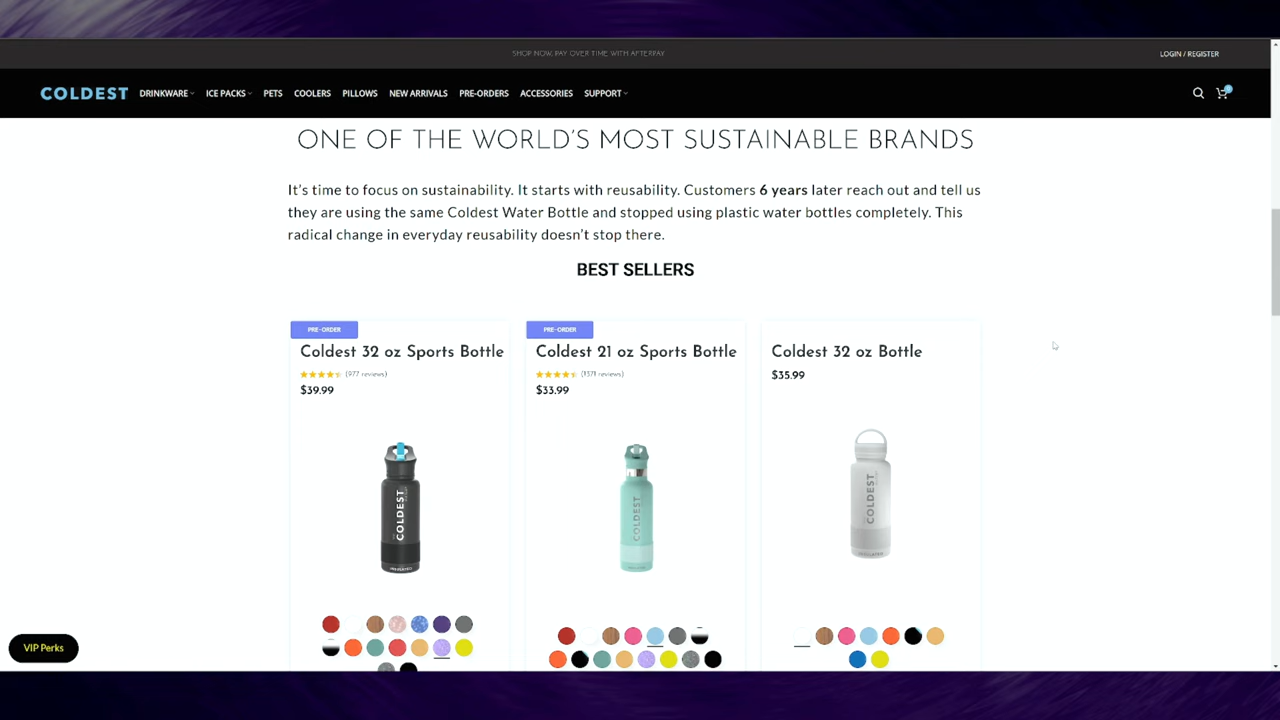 SHOP NOW, PAY OVER TIME WITH AFTERPAY
LOGIN / REGISTER
COLDEST DRINKWARE ICE PACKS PETS COOLERS PILLOWS NEW ARRIVALS PRE-ORDERS ACCESSORIES SUPPORT
ONE OF THE WORLD'S MOST SUSTAINABLE BRANDS
It's time to focus on sustainability. It starts with reusability. Customers 6 years later reach out and tell us
they are using the same Coldest Water Bottle and stopped using plastic water bottles completely. This
radical change in everyday reusability doesn't stop there.
BEST SELLERS
PRE-ORDER
Coldest 32 oz Sports Bottle
(977 reviews)
$39.99
COLDEST
PRE-ORDER
Coldest 21 oz Sports Bottle
$33.99
COLDEST
Coldest 32 oz Bottle
$35.99
COLDEST
VIP Perks